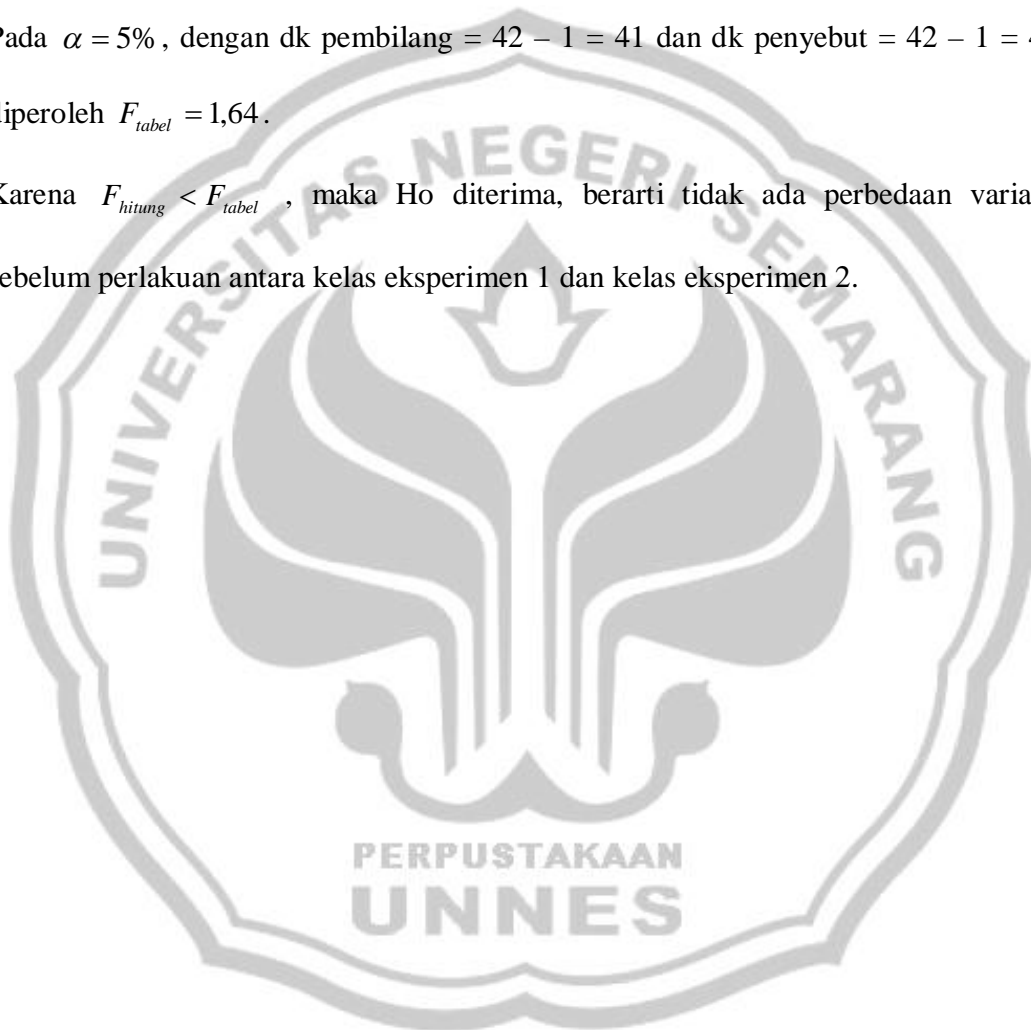 Pada α = 5% , dengan dk pembilang = 42 – 1 = 41 dan dk penyebut = 42 – 1 =
diperoleh F_tabel = 1,64.
Karena F_hitung < F_tabel , maka Ho diterima, berarti tidak ada perbedaan varia
sebelum perlakuan antara kelas eksperimen 1 dan kelas eksperimen 2.
UNIVERSITAS NEGERI SEMARANG
PERPUSTAKAAN
UNNES